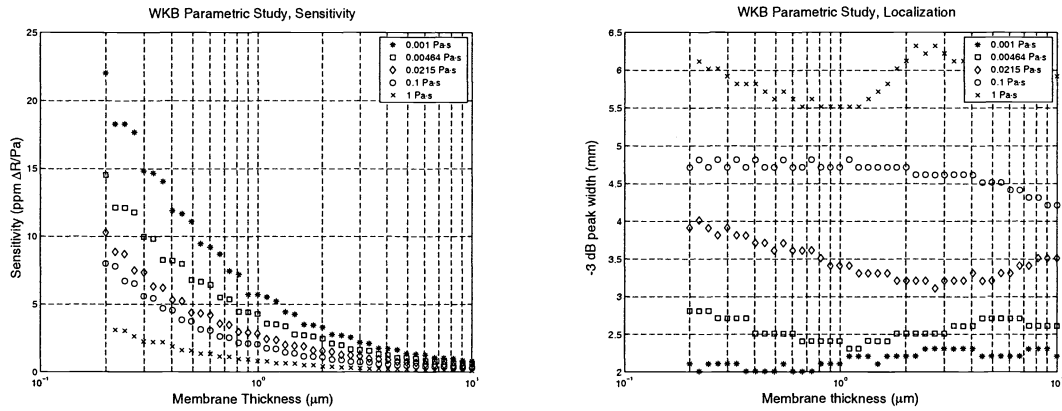 WKB Parametric Study, Sensitivity
25
20
15
10
5
0
Sensitivity (ppm ΔR/Pa)
10⁻¹
10⁰
10¹
Membrane Thickness (μm)
0.001 Pa·s
0.00464 Pa·s
0.0215 Pa·s
0.1 Pa·s
1 Pa·s
WKB Parametric Study, Localization
6.5
6
5.5
5
4.5
4
3.5
3
2.5
2
-3 dB peak width (mm)
10⁻¹
10⁰
10
Membrane thickness (μm)
0.001 Pa·s
0.00464 Pa·s
0.0215 Pa·s
0.1 Pa·s
1 Pa·s